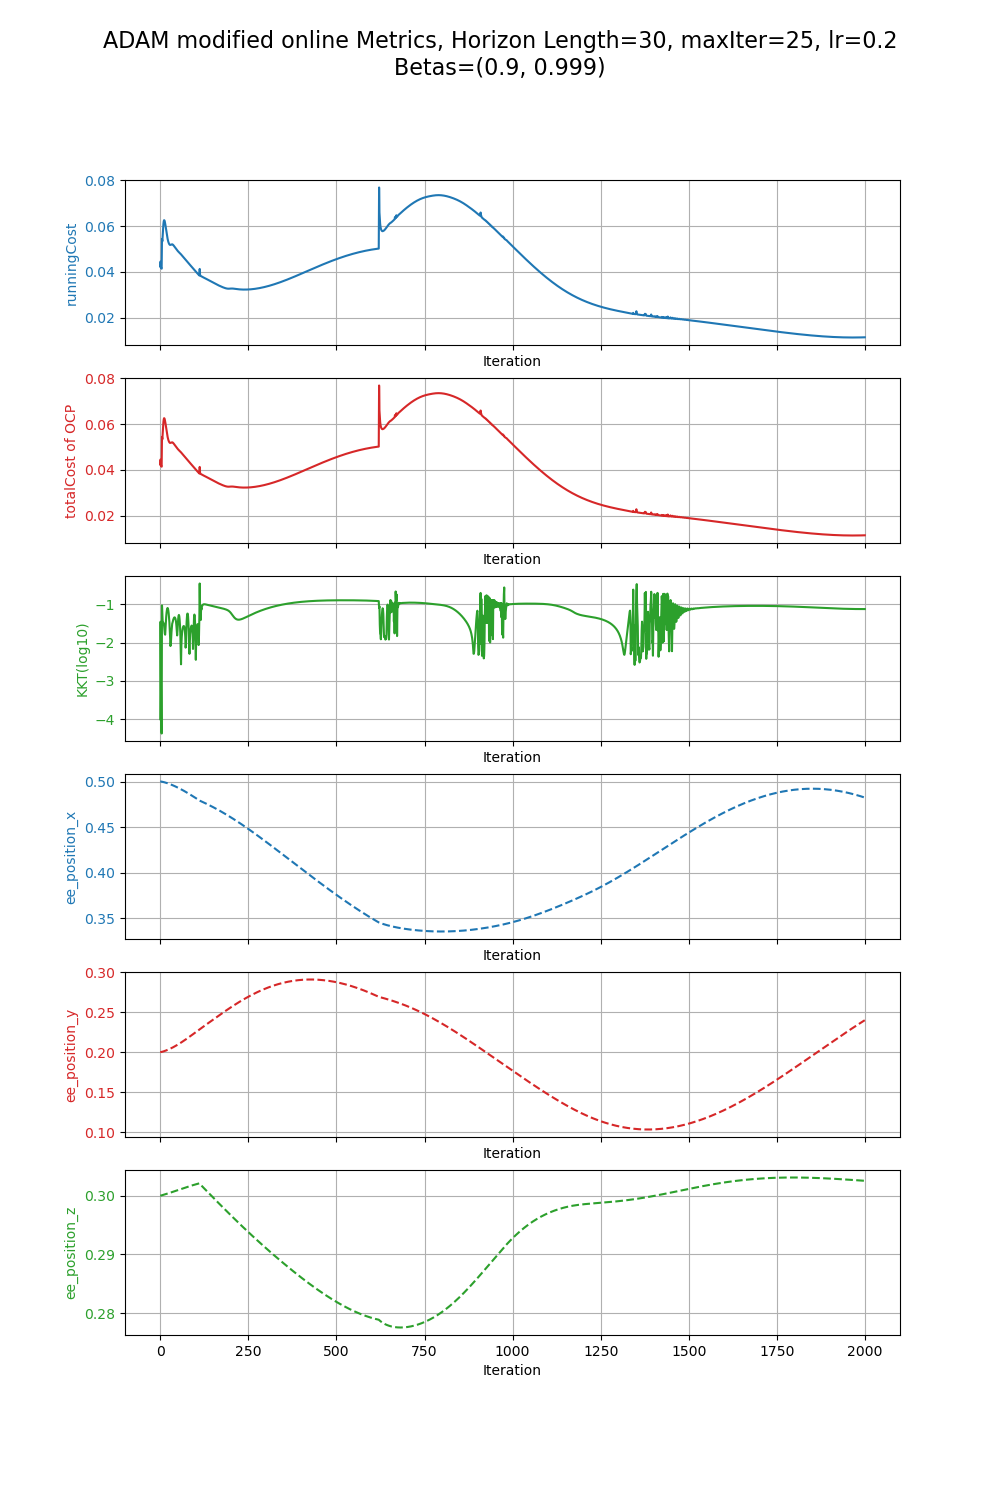 ADAM modified online Metrics, Horizon Length=30, maxIter=25, lr=0.2
Betas=(0.9, 0.999)
0.08
0.06
0.04
0.02
runningCost
Iteration
0.08
0.06
0.04
0.02
totalCost of OCP
Iteration
−1
−2
−3
−4
KKT(log10)
Iteration
0.50
0.45
0.40
0.35
ee_position_x
Iteration
0.30
0.25
0.20
0.15
0.10
ee_position_y
Iteration
0.30
0.29
0.28
ee_position_z
0 250 500 750 1000 1250 1500 1750 2000
Iteration